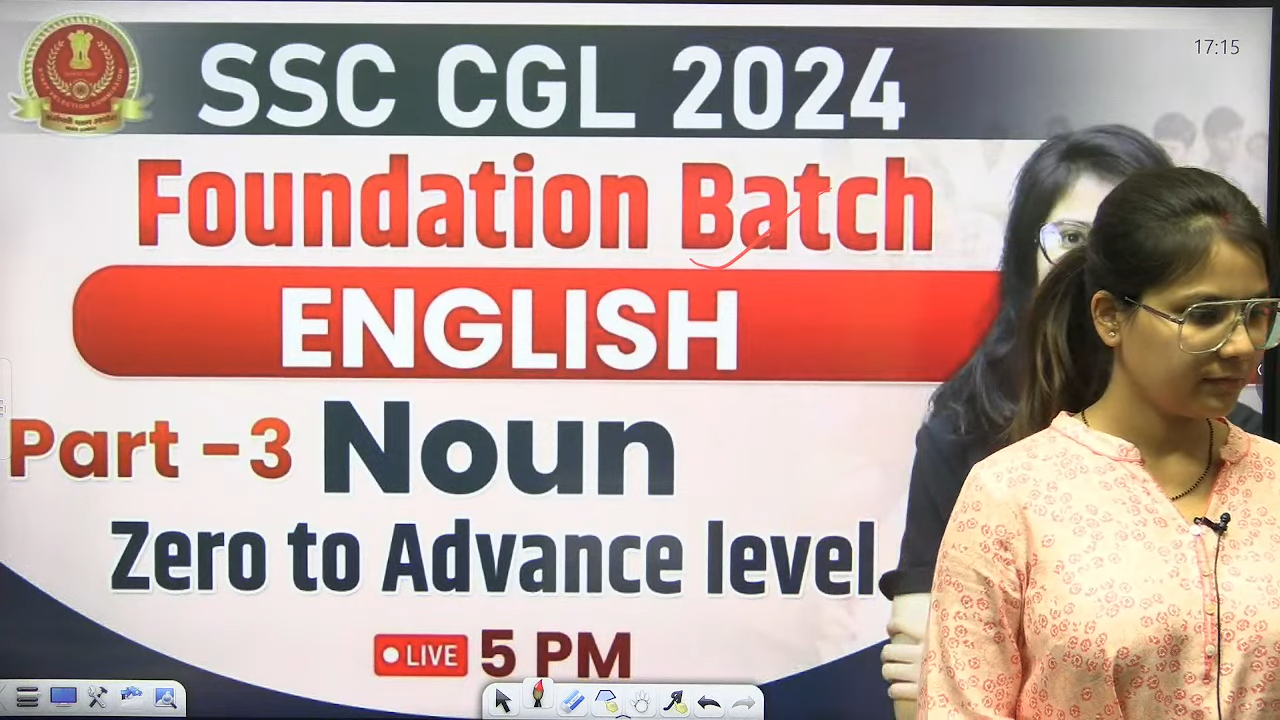 17:15
SSC CGL 2024
Foundation Batch
ENGLISH
Part -3 Noun
Zero to Advance level
LIVE 5 PM